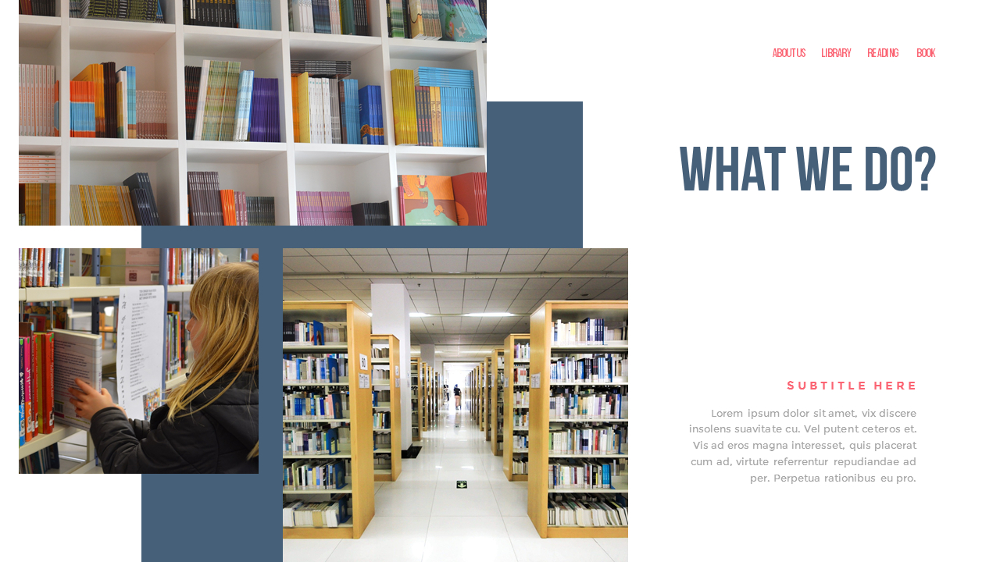 ABOUT US LIBRARY READING BOOK
WHAT WE DO?
SUBTITLE HERE
Lorem ipsum dolor sit amet, vix discere
insolens suavitate cu. Vel putent ceteros et.
Vis ad eros magna interesset, quis placerat
cum ad, virtute referrentur repudiandae ad
per. Perpetua rationibus eu pro.
60